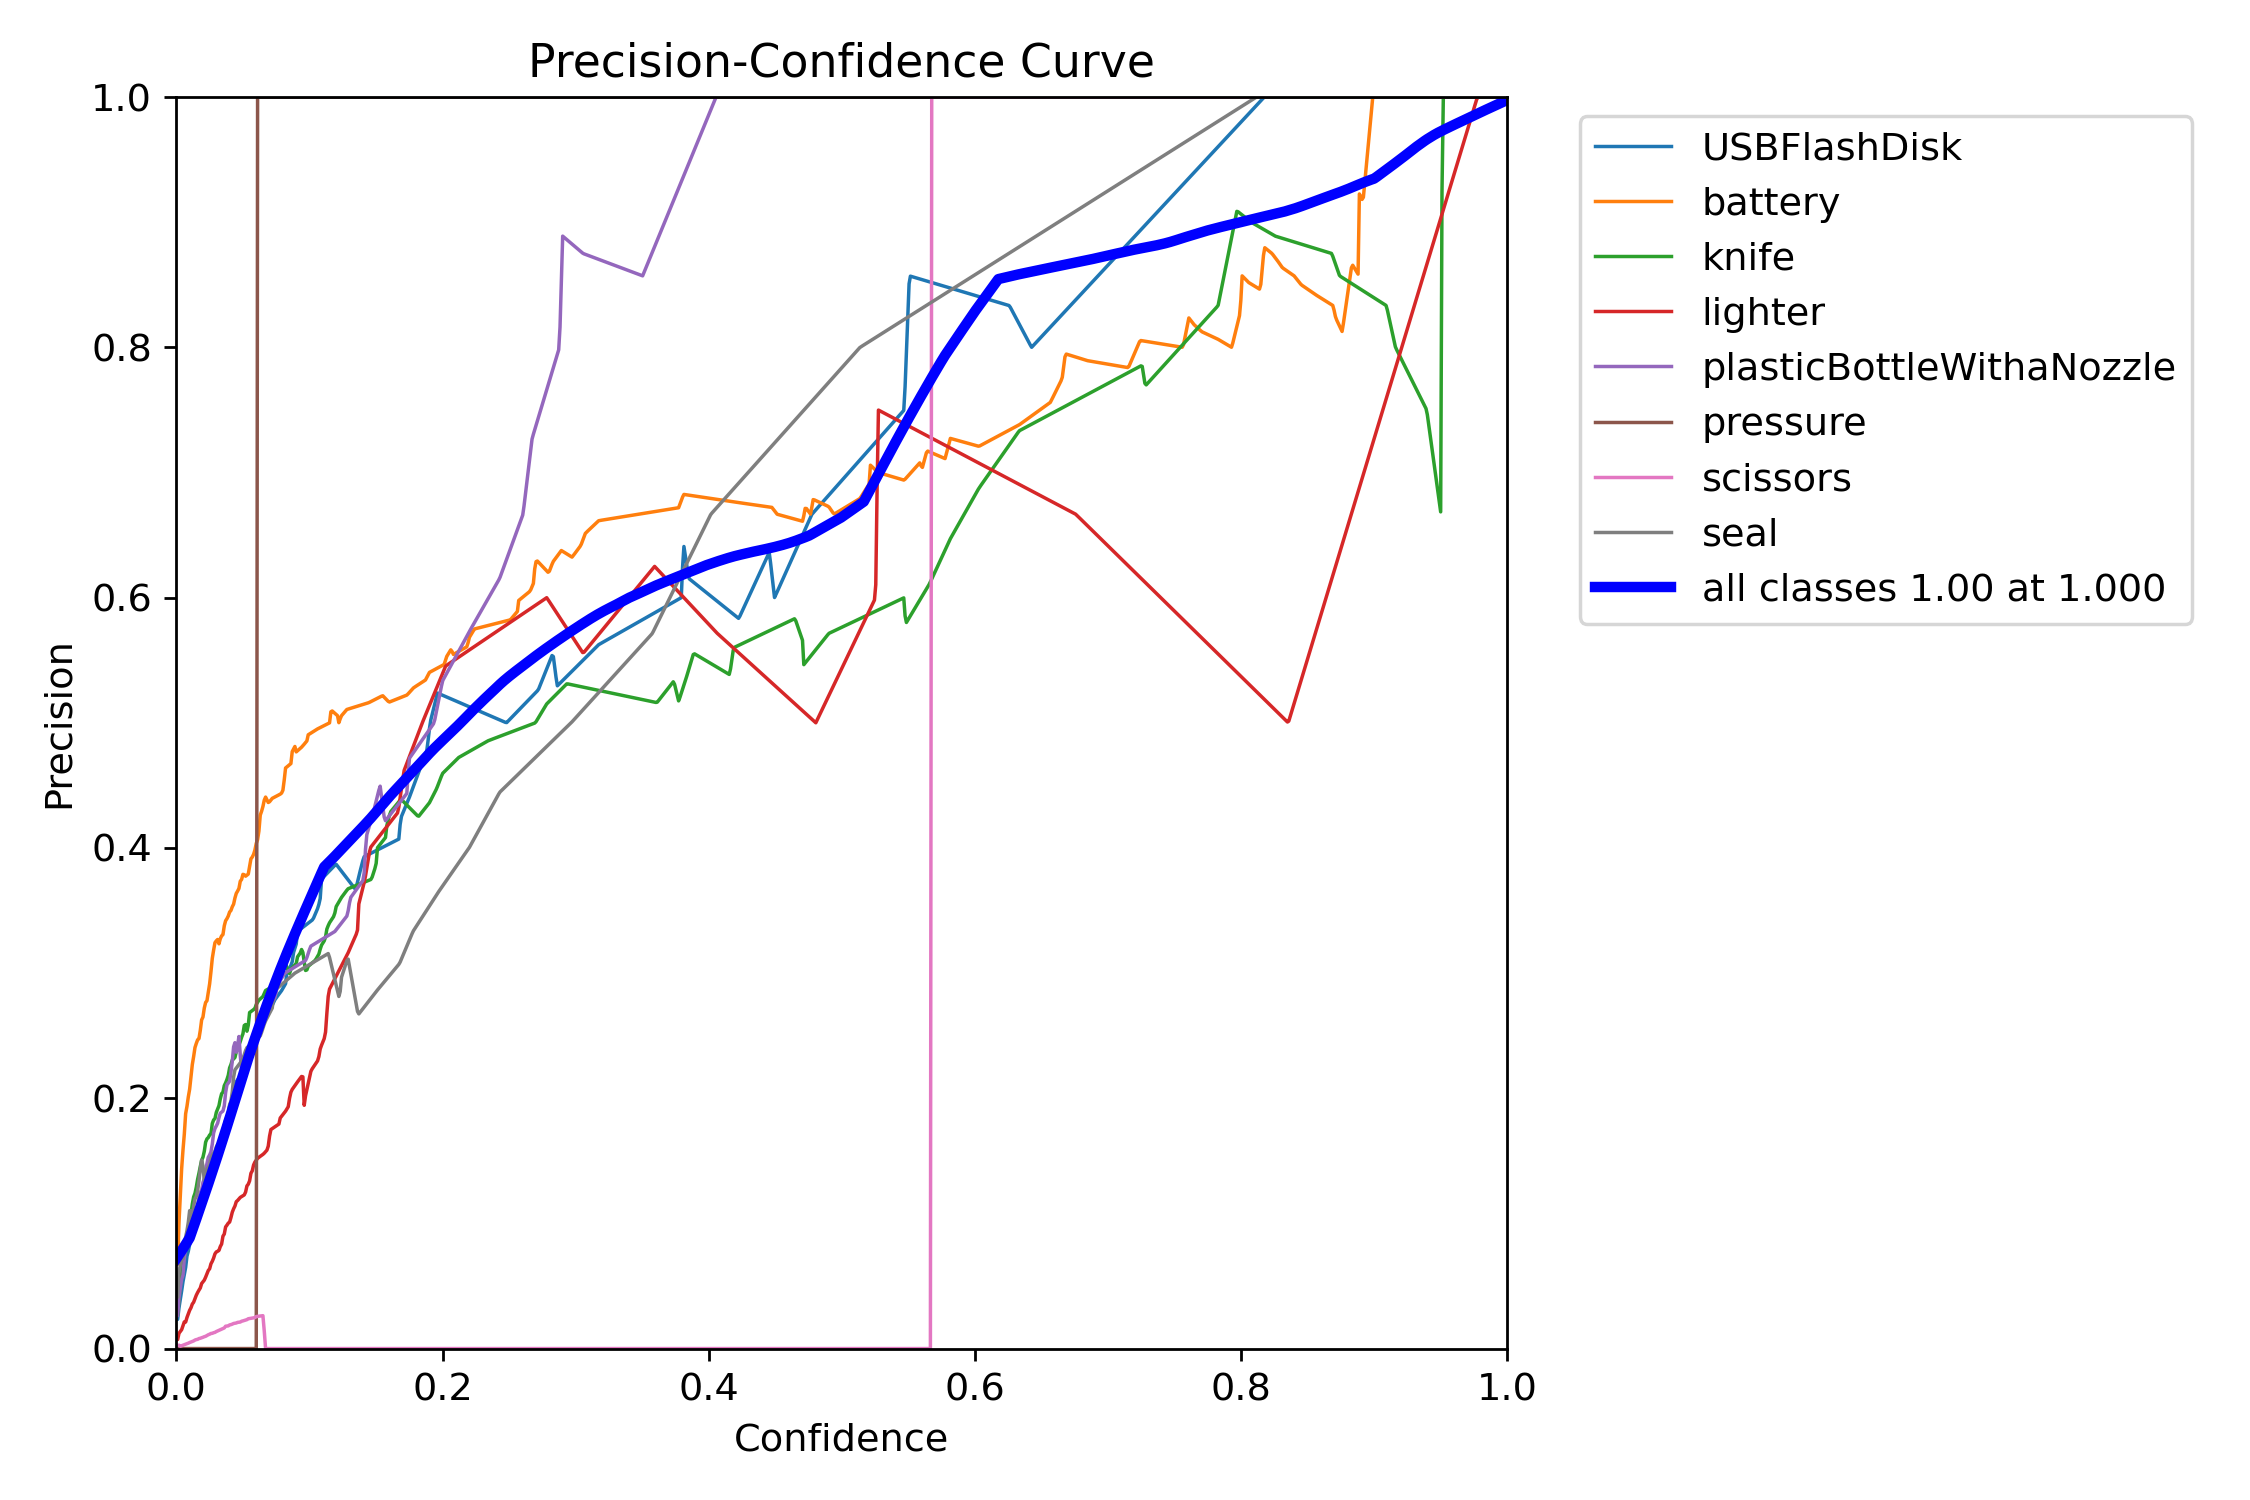 Precision-Confidence Curve
1.0
0.8
0.6
0.4
0.2
0.0
Precision
0.0 0.2 0.4 0.6 0.8 1.0
Confidence
USBFlashDisk
battery
knife
lighter
plasticBottleWithaNozzle
pressure
scissors
seal
all classes 1.00 at 1.000